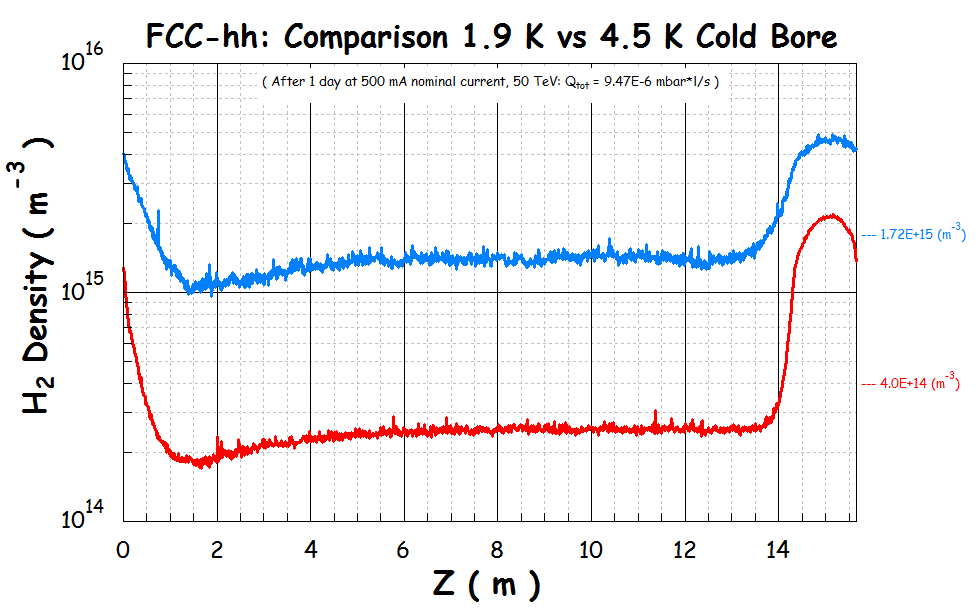 FCC-hh: Comparison 1.9 K vs 4.5 K Cold Bore
( After 1 day at 500 mA nominal current, 50 TeV: Qtot = 9.47E-6 mbar*l/s )
10^16
10^15
10^14
H2 Density ( m^-3 )
--- 1.72E+15 (m^-3)
--- 4.0E+14 (m^-3)
0 2 4 6 8 10 12 14
Z ( m )